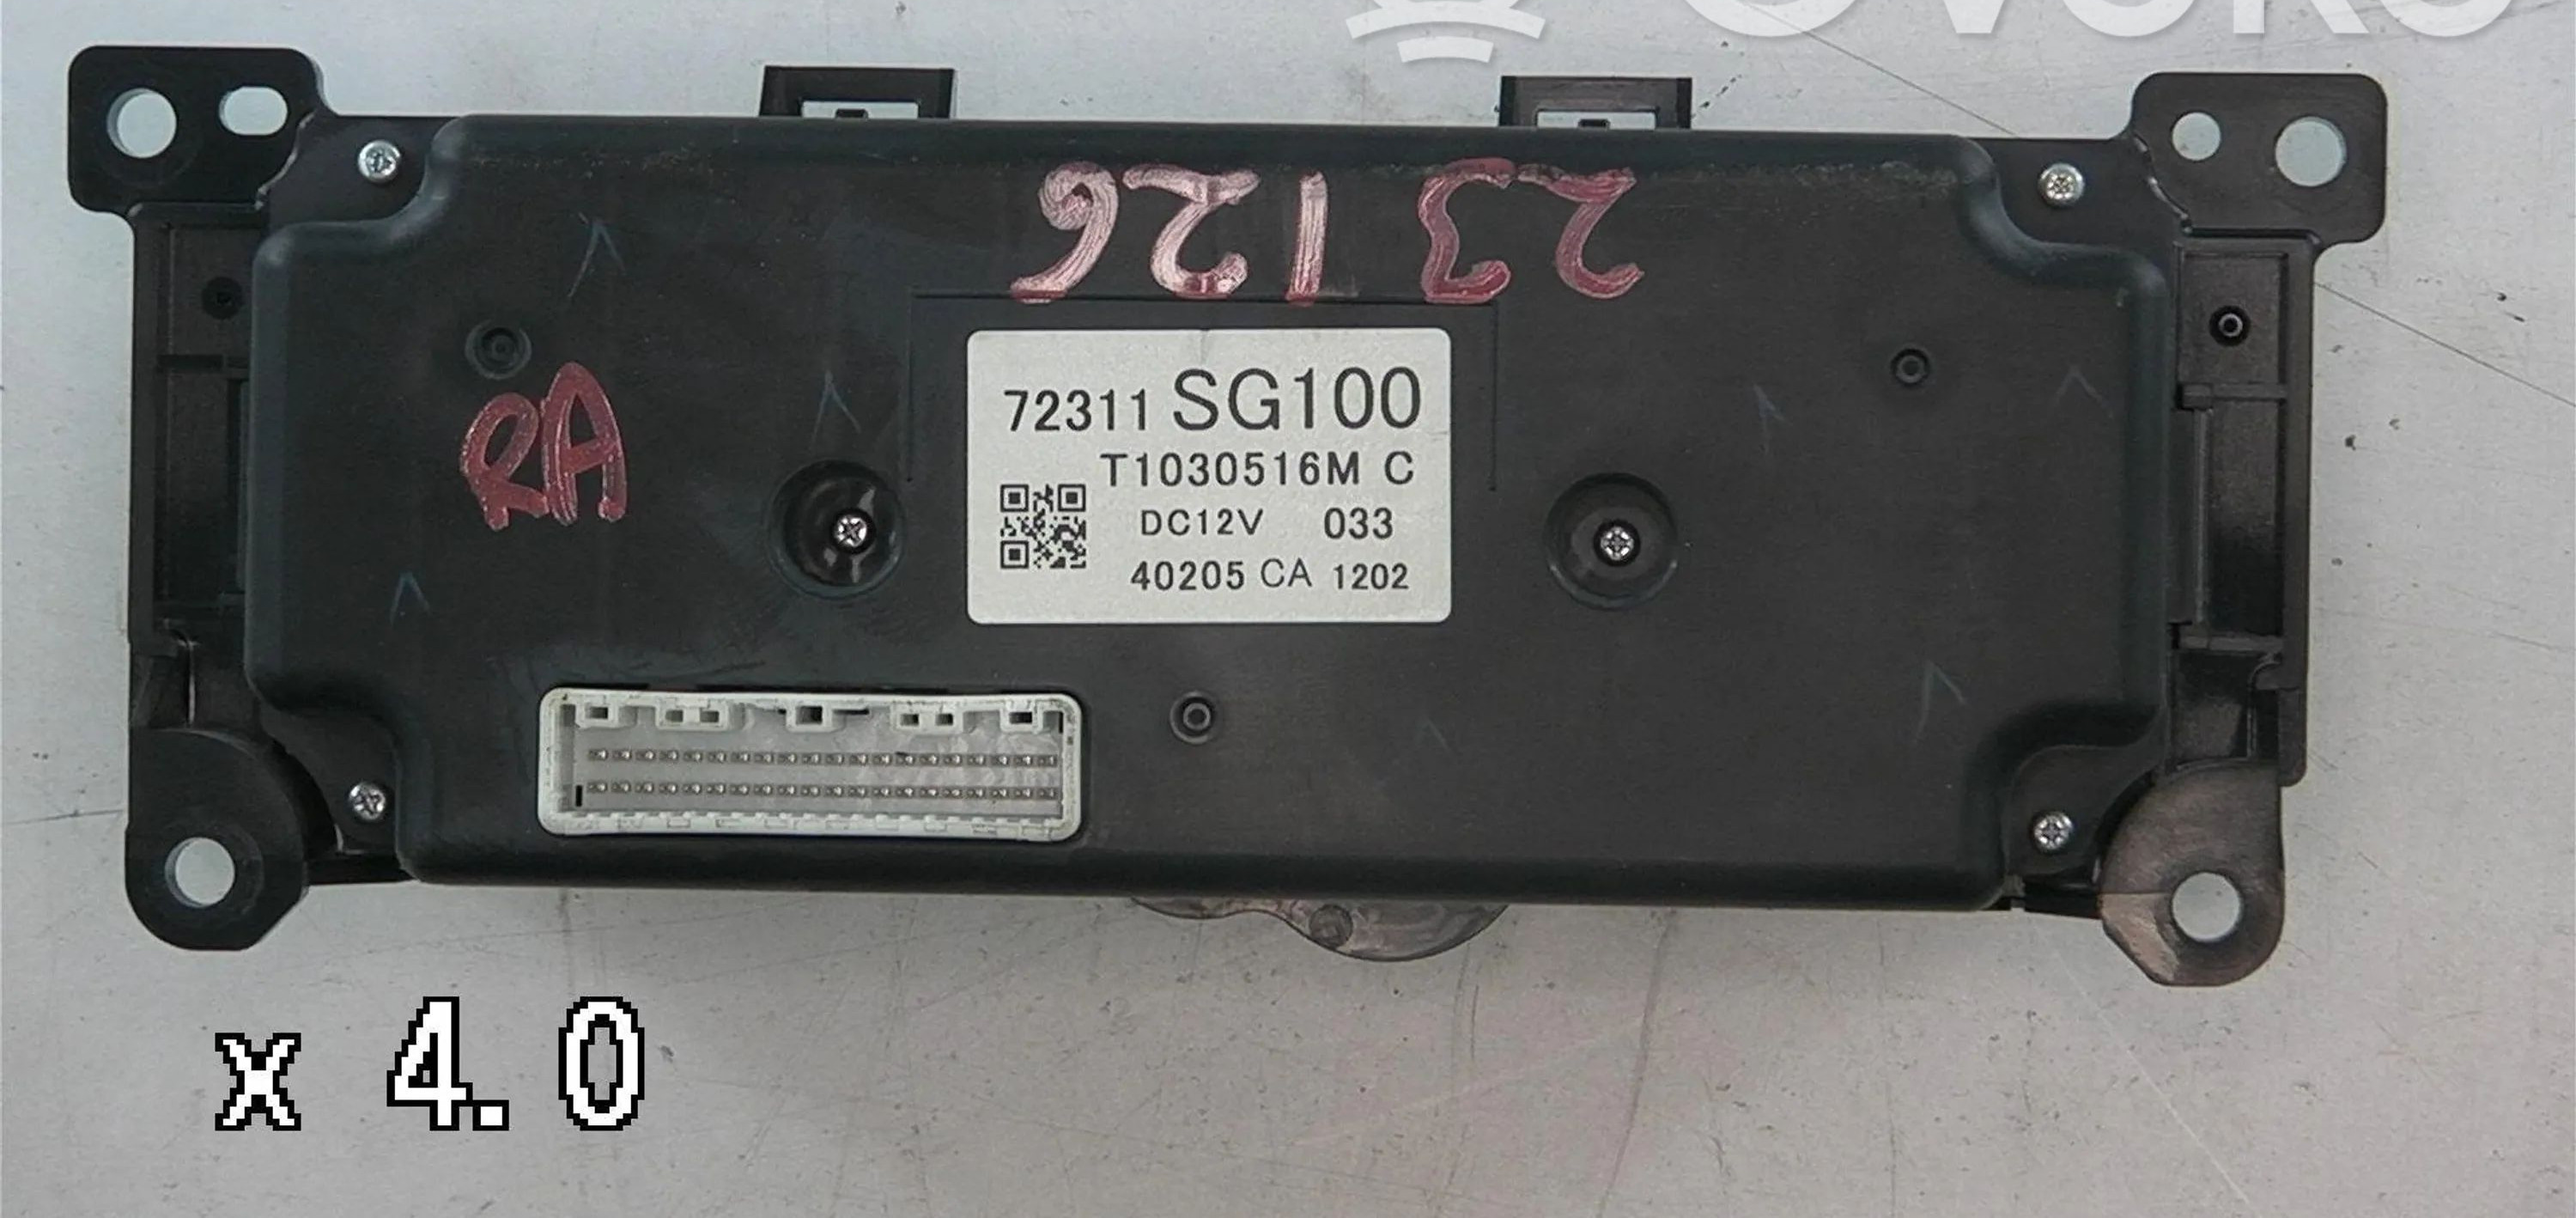 23126
RA
72311 SG100
T1030516M C
DC12V 033
40205 CA 1202
x 4.0